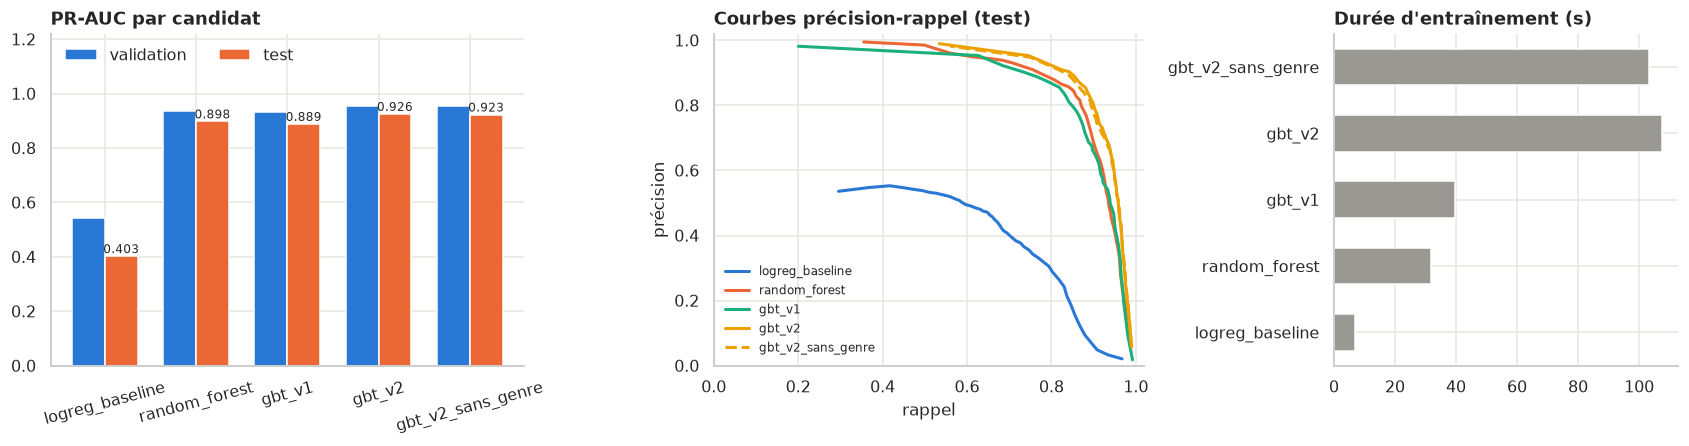 PR-AUC par candidat
1.2
1.0
0.8
0.6
0.4
0.2
0.0
validation
test
0.403
0.898
0.889
0.926
0.923
logreg_baseline
random_forest
gbt_v1
gbt_v2
gbt_v2_sans_genre
Courbes précision-rappel (test)
précision
1.0
0.8
0.6
0.4
0.2
0.0
logreg_baseline
random_forest
gbt_v1
gbt_v2
gbt_v2_sans_genre
0.0 0.2 0.4 0.6 0.8 1.0
rappel
Durée d'entraînement (s)
gbt_v2_sans_genre
gbt_v2
gbt_v1
random_forest
logreg_baseline
0 20 40 60 80 100